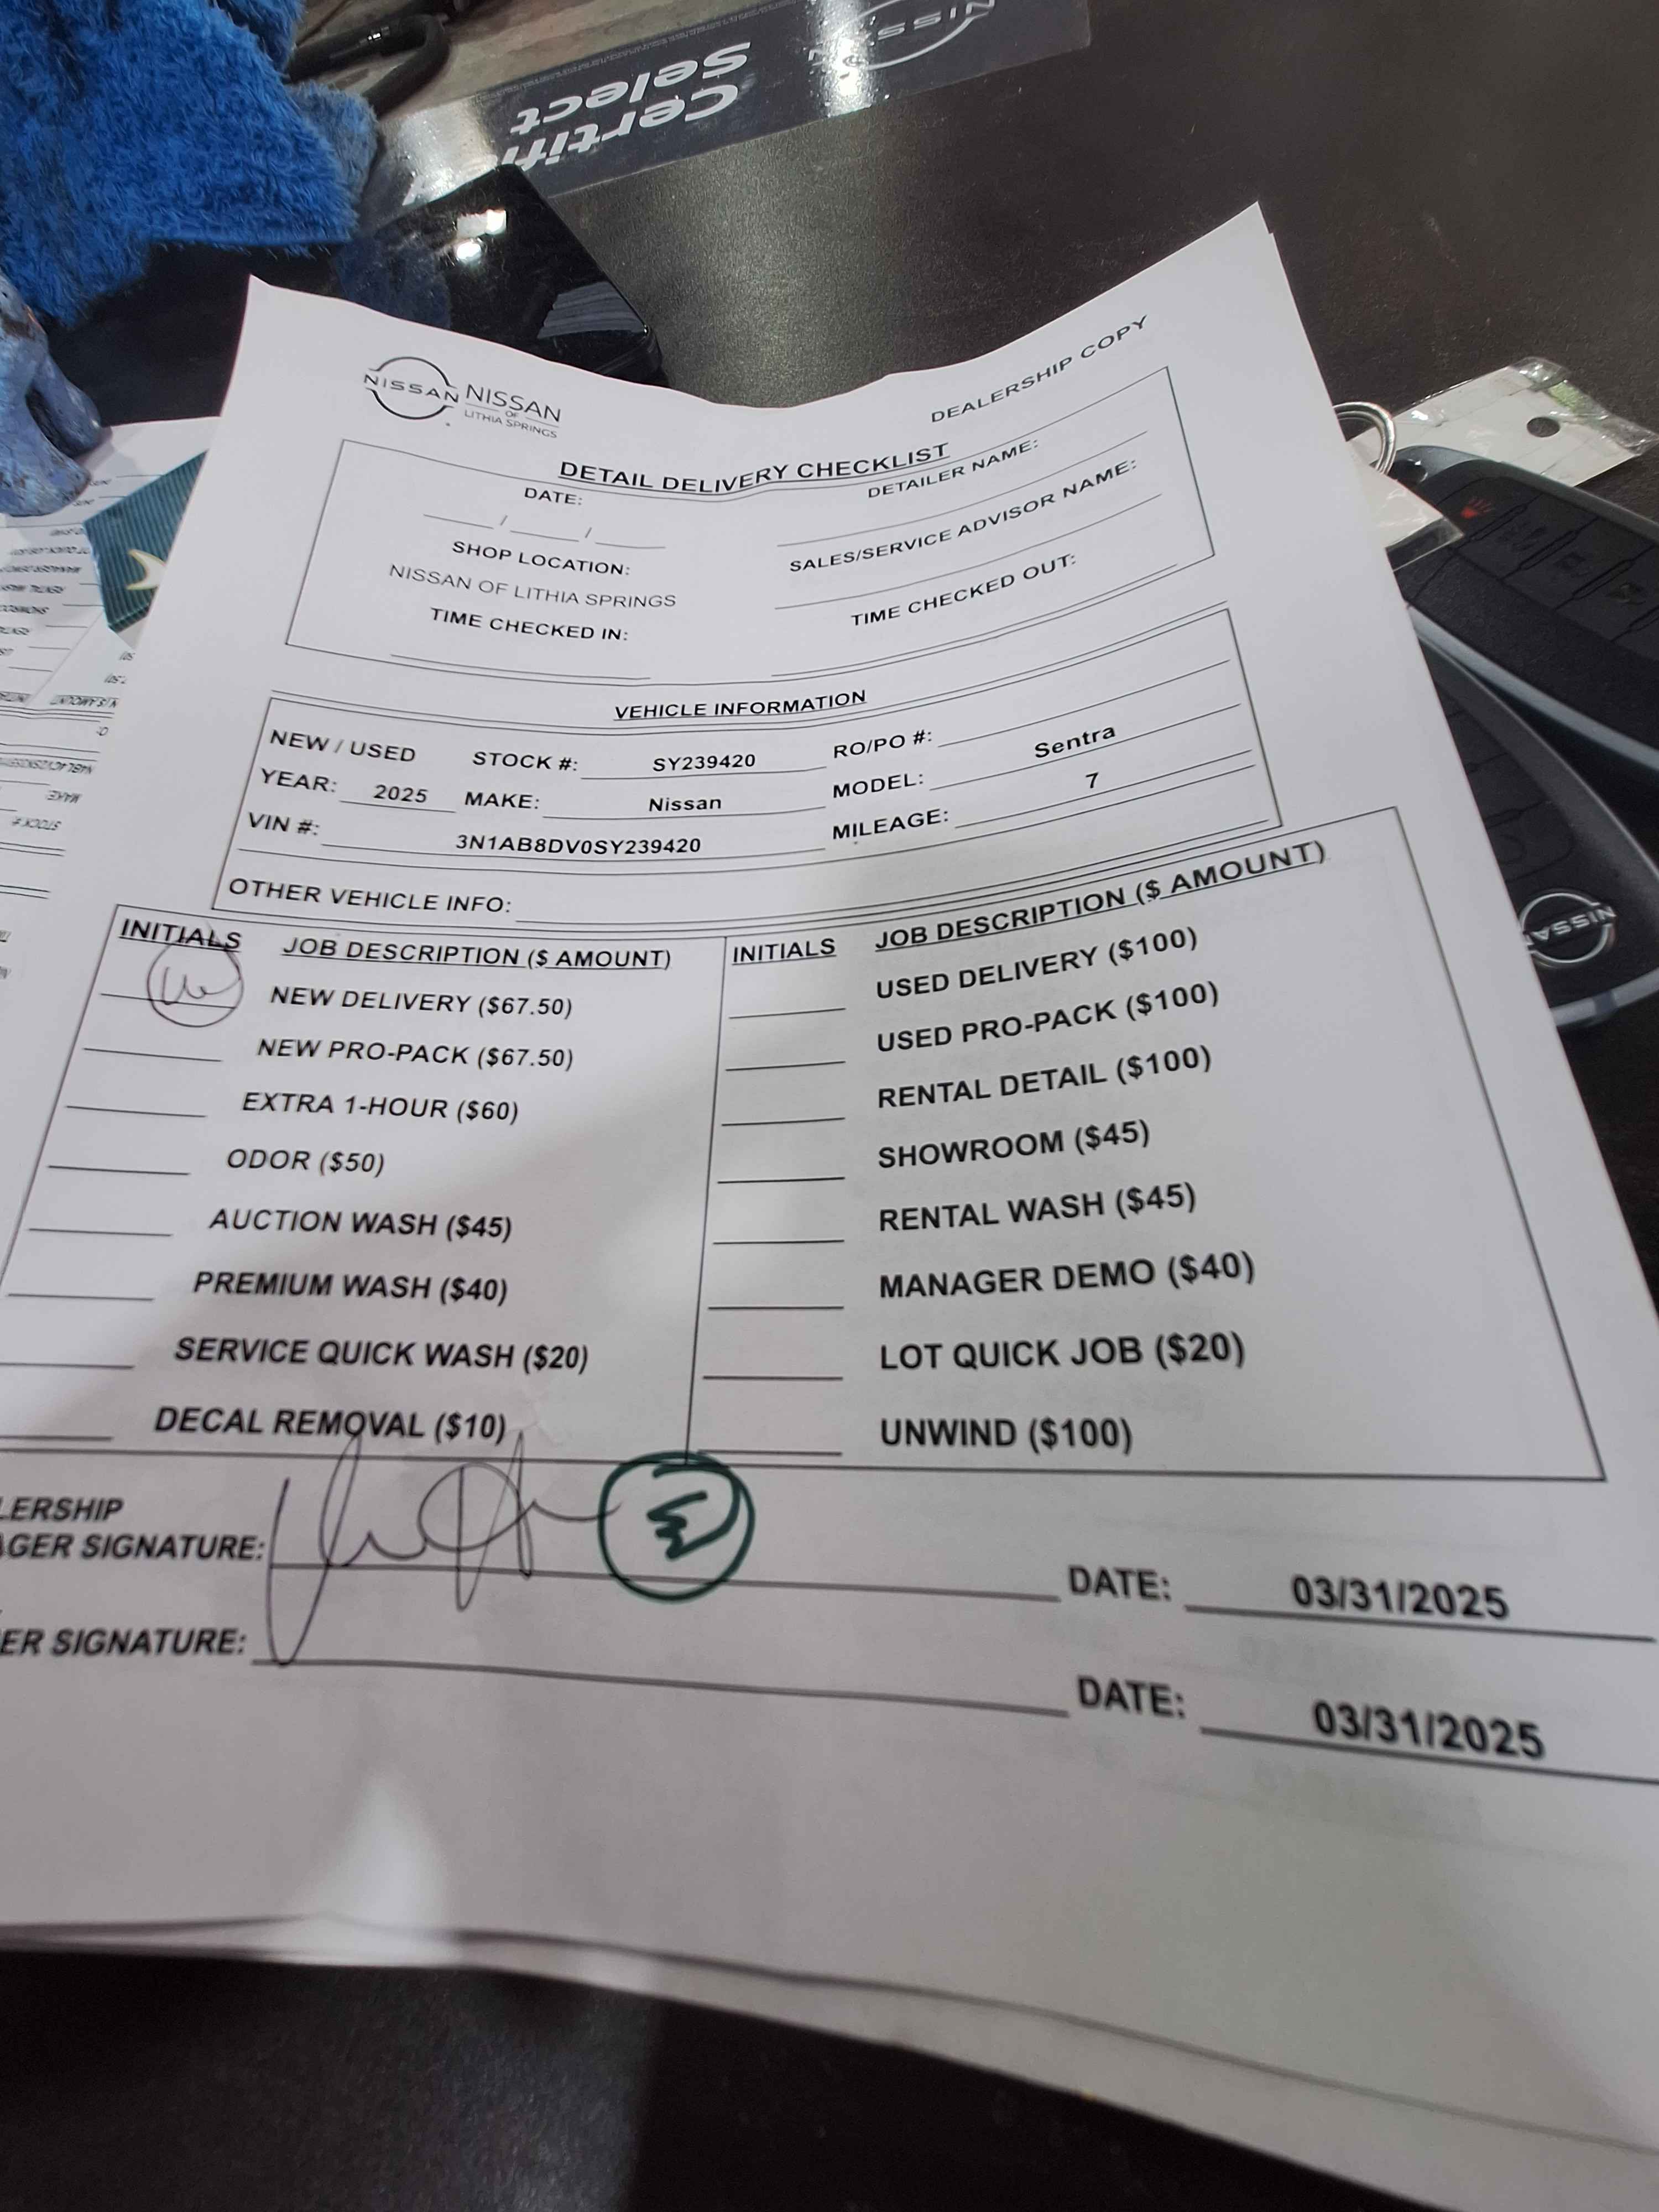 Certifi
Select
NISSAN
NISSAN NISSAN
OF
LITHIA SPRINGS
DEALERSHIP COPY
DETAIL DELIVERY CHECKLIST
DATE: DETAILER NAME:
/ /
SHOP LOCATION: SALES/SERVICE ADVISOR NAME:
NISSAN OF LITHIA SPRINGS
TIME CHECKED IN: TIME CHECKED OUT:
VEHICLE INFORMATION
NEW / USED STOCK #: SY239420 RO/PO #:
YEAR: 2025 MAKE: Nissan MODEL: Sentra
VIN #: 3N1AB8DV0SY239420 MILEAGE: 7
OTHER VEHICLE INFO:
INITIALS JOB DESCRIPTION ($ AMOUNT) INITIALS JOB DESCRIPTION ($ AMOUNT)
NEW DELIVERY ($67.50) USED DELIVERY ($100)
NEW PRO-PACK ($67.50) USED PRO-PACK ($100)
EXTRA 1-HOUR ($60) RENTAL DETAIL ($100)
ODOR ($50) SHOWROOM ($45)
AUCTION WASH ($45) RENTAL WASH ($45)
PREMIUM WASH ($40) MANAGER DEMO ($40)
SERVICE QUICK WASH ($20) LOT QUICK JOB ($20)
DECAL REMOVAL ($10) UNWIND ($100)
LERSHIP
AGER SIGNATURE: DATE: 03/31/2025
ER SIGNATURE: DATE: 03/31/2025
NISSAN